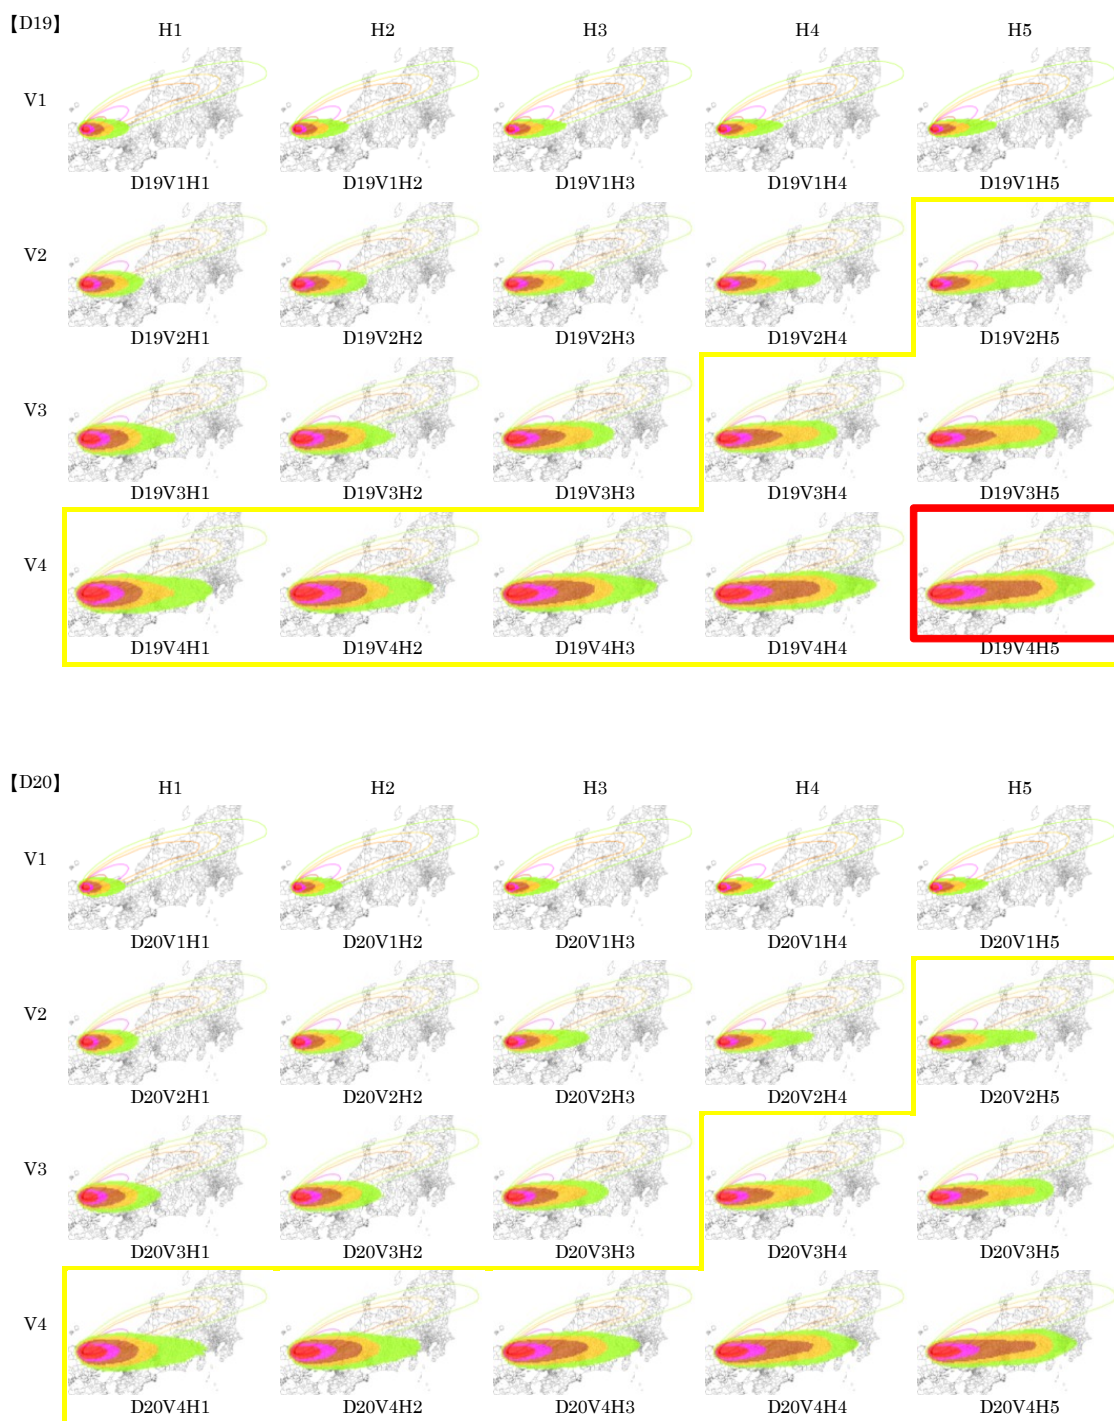 【D19】
H1 H2 H3 H4 H5
V1
D19V1H1 D19V1H2 D19V1H3 D19V1H4 D19V1H5
V2
D19V2H1 D19V2H2 D19V2H3 D19V2H4 D19V2H5
V3
D19V3H1 D19V3H2 D19V3H3 D19V3H4 D19V3H5
V4
D19V4H1 D19V4H2 D19V4H3 D19V4H4 D19V4H5
【D20】
H1 H2 H3 H4 H5
V1
D20V1H1 D20V1H2 D20V1H3 D20V1H4 D20V1H5
V2
D20V2H1 D20V2H2 D20V2H3 D20V2H4 D20V2H5
V3
D20V3H1 D20V3H2 D20V3H3 D20V3H4 D20V3H5
V4
D20V4H1 D20V4H2 D20V4H3 D20V4H4 D20V4H5